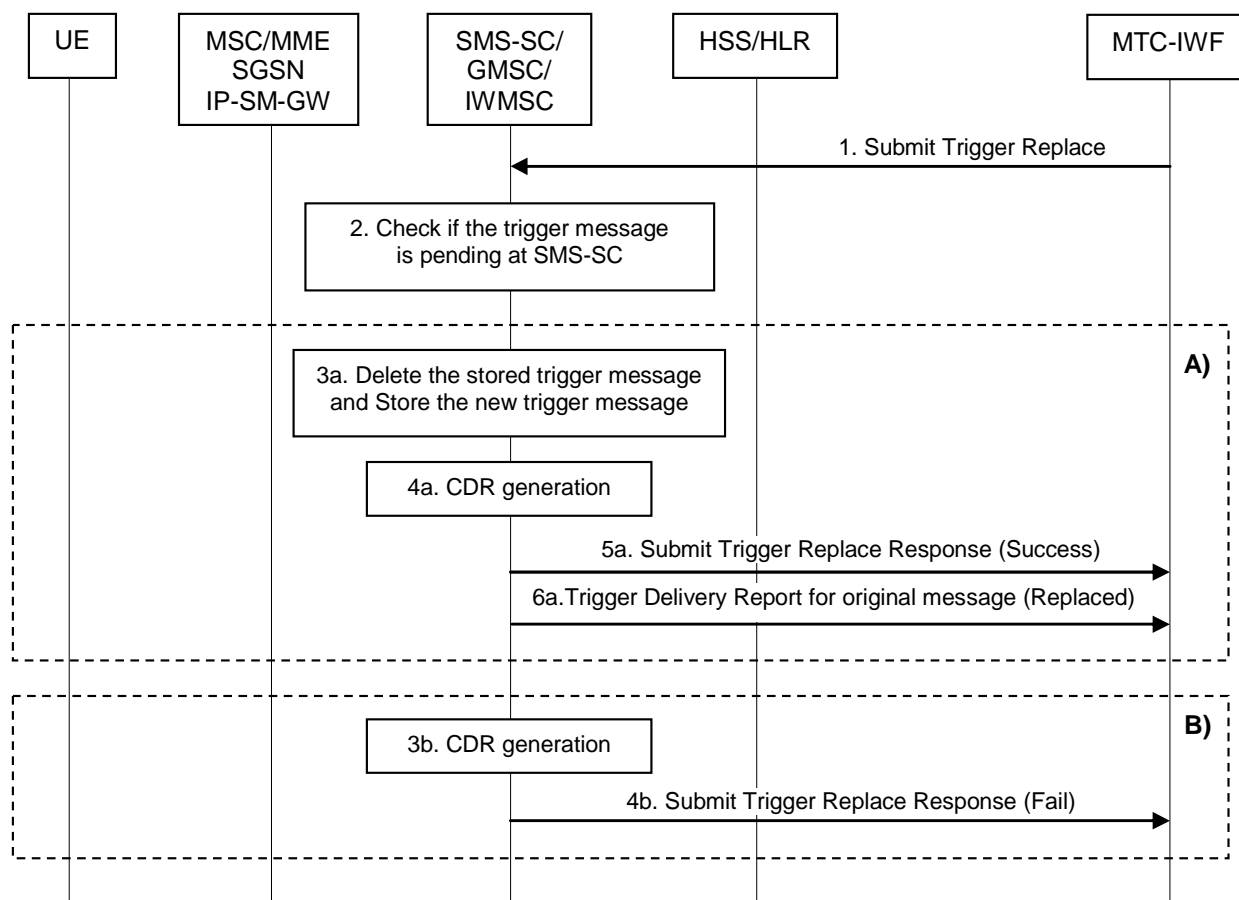 UE
MSC/MME
SGSN
IP-SM-GW
SMS-SC/
GMSC/
IWMSC
HSS/HLR
MTC-IWF
1. Submit Trigger Replace
2. Check if the trigger message
is pending at SMS-SC
A)
3a. Delete the stored trigger message
and Store the new trigger message
4a. CDR generation
5a. Submit Trigger Replace Response (Success)
6a.Trigger Delivery Report for original message (Replaced)
B)
3b. CDR generation
4b. Submit Trigger Replace Response (Fail)